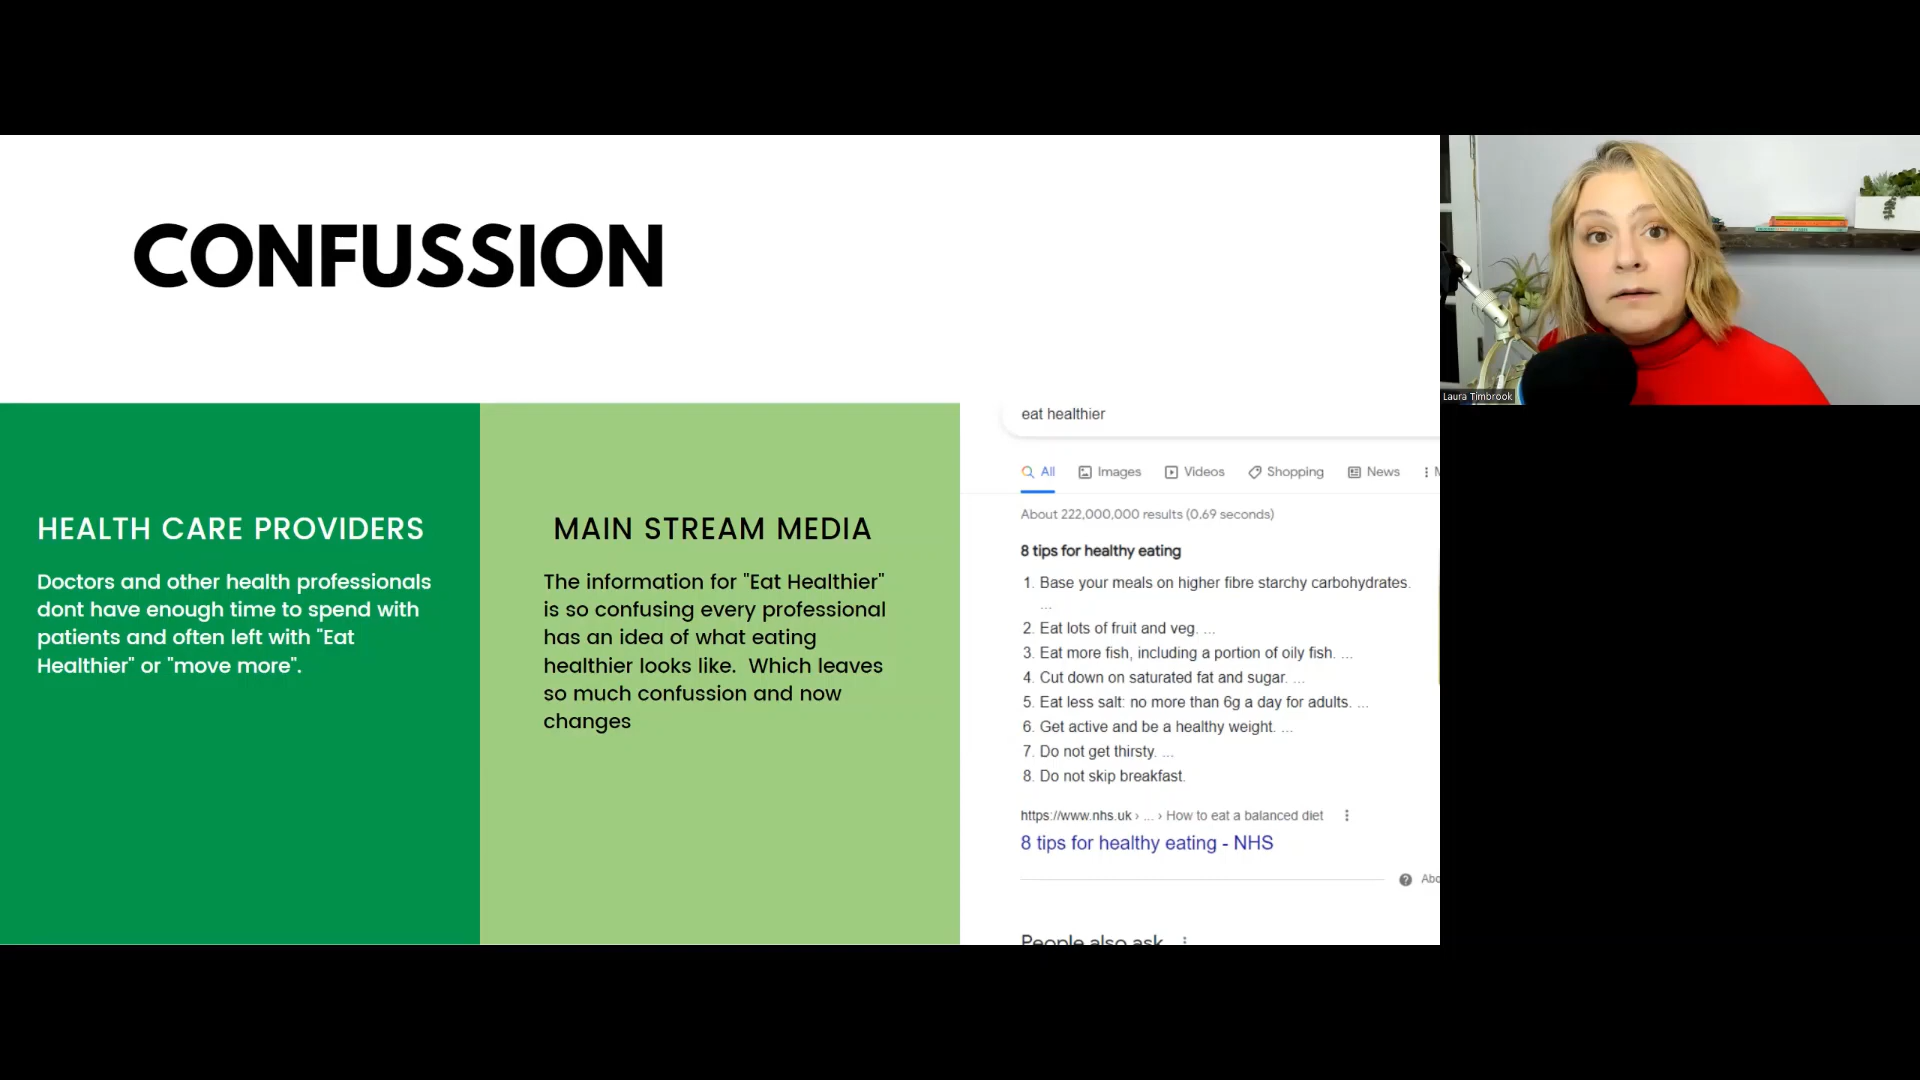 CONFUSSION
HEALTH CARE PROVIDERS
Doctors and other health professionals
dont have enough time to spend with
patients and often left with "Eat
Healthier" or "move more".
MAIN STREAM MEDIA
The information for "Eat Healthier"
is so confusing every professional
has an idea of what eating
healthier looks like. Which leaves
so much confussion and now
changes
eat healthier
All Images Videos Shopping News
About 222,000,000 results (0.69 seconds)
8 tips for healthy eating
1. Base your meals on higher fibre starchy carbohydrates.
...
2. Eat lots of fruit and veg. ...
3. Eat more fish, including a portion of oily fish. ...
4. Cut down on saturated fat and sugar. ...
5. Eat less salt: no more than 6g a day for adults. ...
6. Get active and be a healthy weight. ...
7. Do not get thirsty. ...
8. Do not skip breakfast.
https://www.nhs.uk › ... › How to eat a balanced diet
8 tips for healthy eating - NHS
People also ask
Laura Timbrook